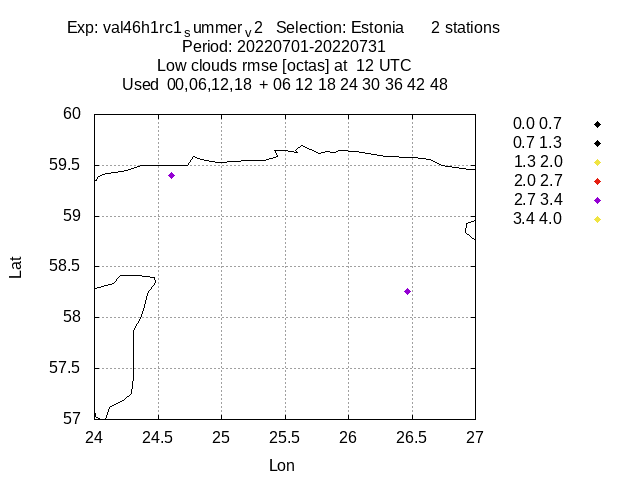 Exp: val46h1rc1summerv2 Selection: Estonia 2 stations
Period: 20220701-20220731
Low clouds rmse [octas] at 12 UTC
Used 00,06,12,18 + 06 12 18 24 30 36 42 48
60
59.5
59
58.5
58
57.5
57
24 24.5 25 25.5 26 26.5 27
Lat
Lon
0.0 0.7
0.7 1.3
1.3 2.0
2.0 2.7
2.7 3.4
3.4 4.0